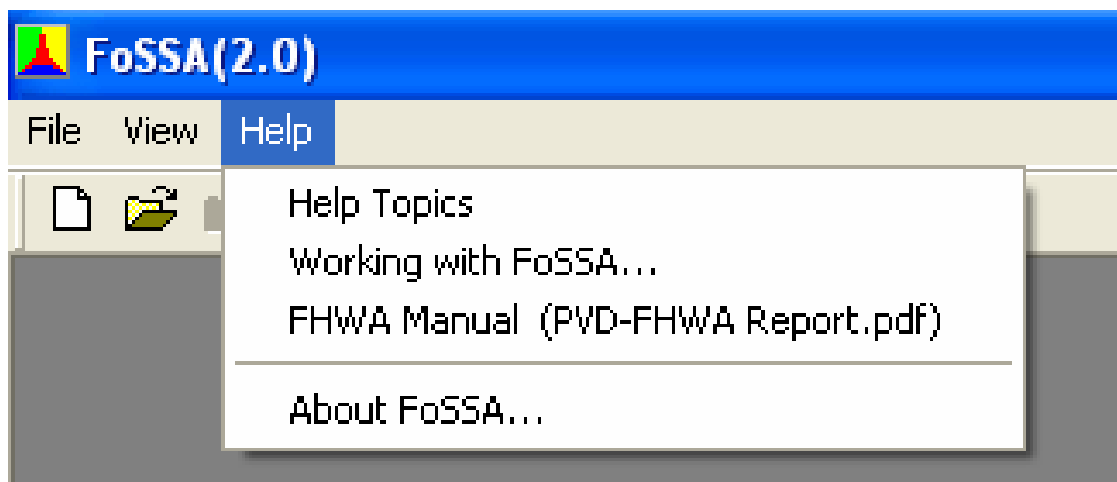 FoSSA(2.0)
File View Help
Help Topics
Working with FoSSA...
FHWA Manual (PVD-FHWA Report.pdf)
About FoSSA...